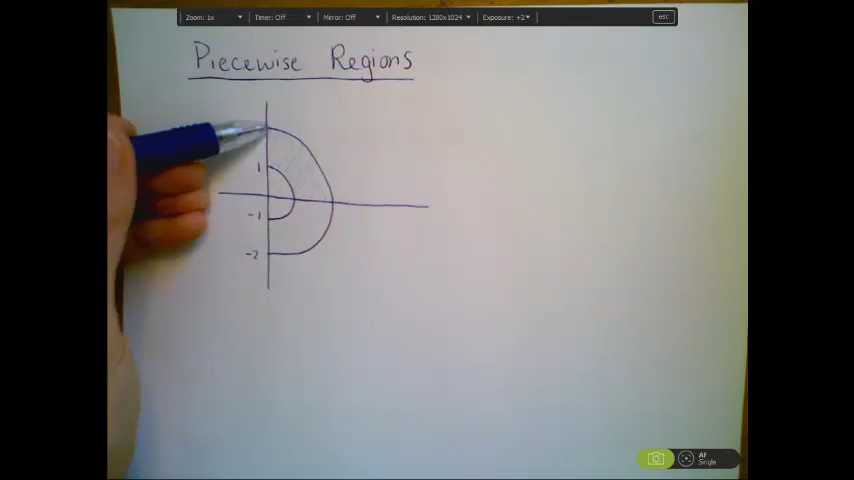 Zoom: 1x Timer: Off Mirror: Off Resolution: 1280x1024 Exposure: +2 esc
Piecewise Regions
1
-1
-2
AF
Single